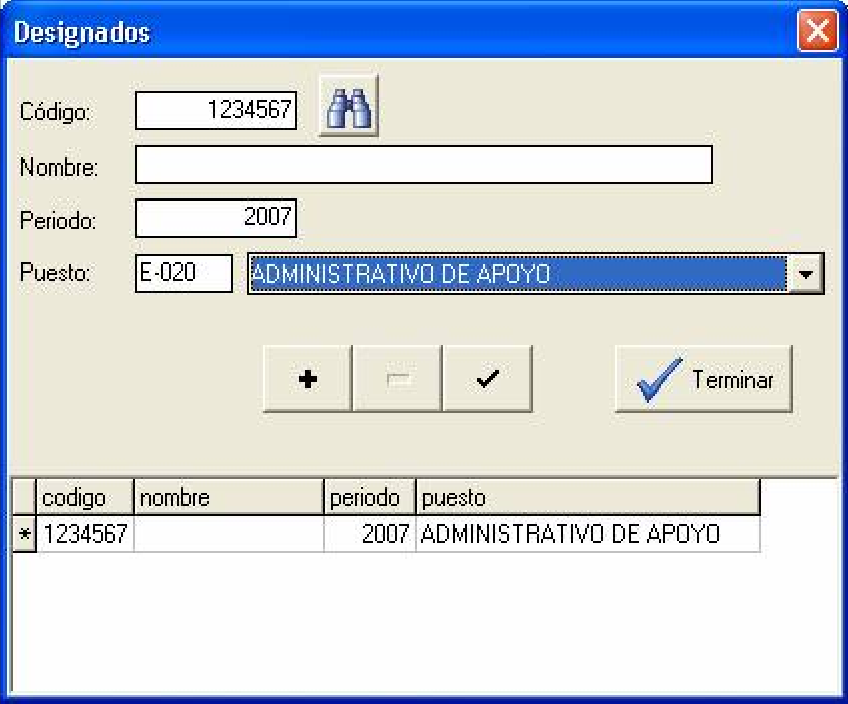 Designados
Código: 1234567
Nombre:
Periodo: 2007
Puesto: E-020 ADMINISTRATIVO DE APOYO
Terminar
codigo nombre periodo puesto
* 1234567 2007 ADMINISTRATIVO DE APOYO